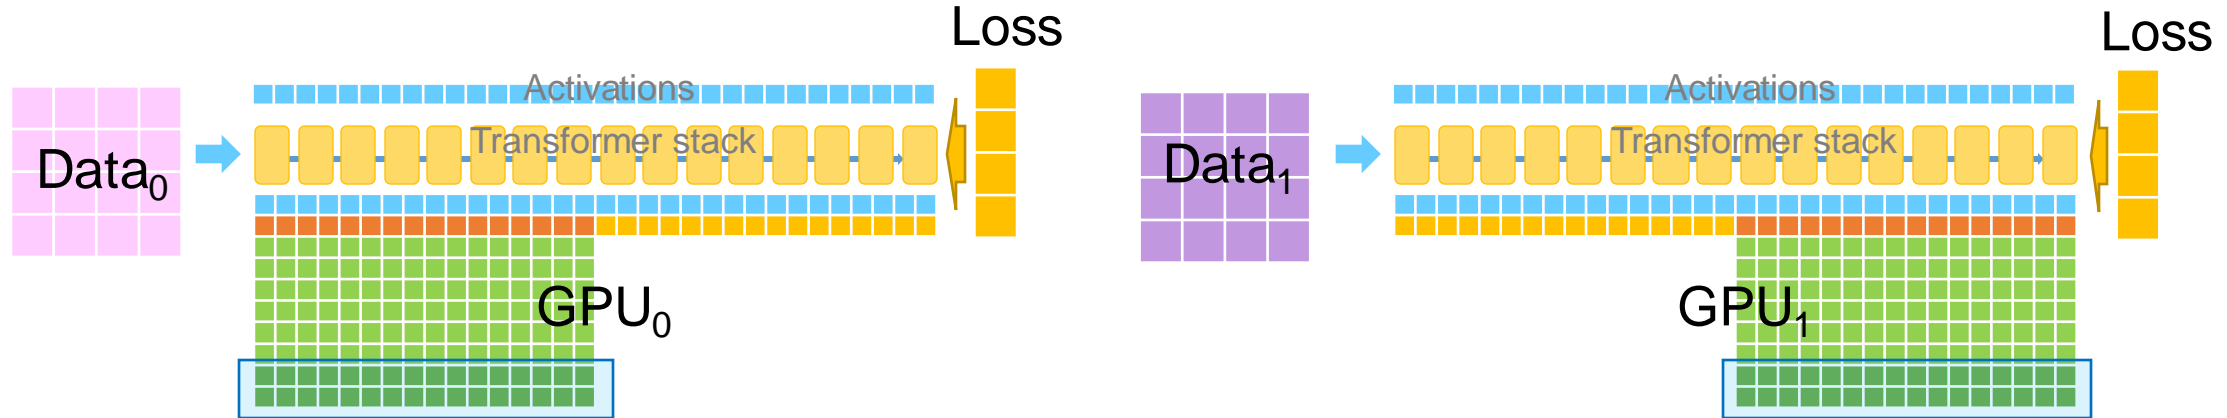 Loss
Activations
Transformer stack
Data₀
GPU₀
Loss
Activations
Transformer stack
Data₁
GPU₁